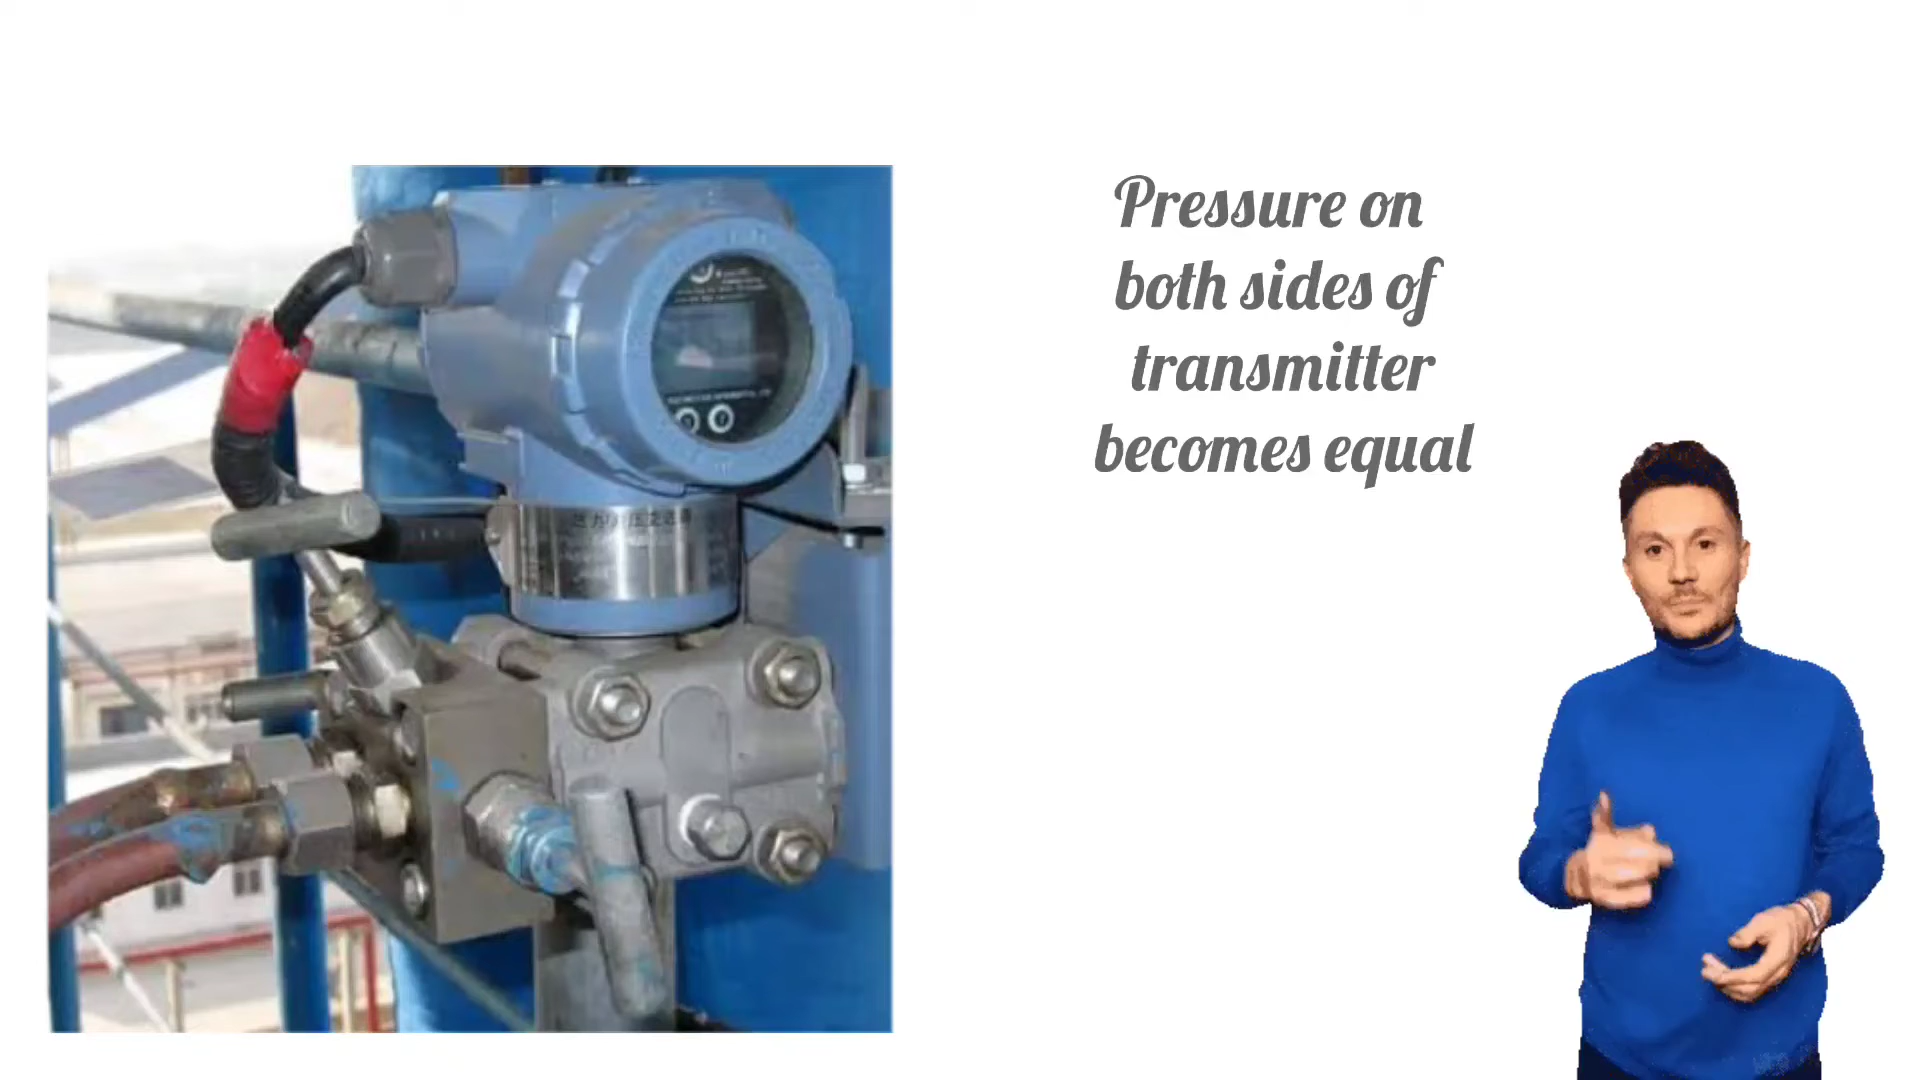 Pressure on
both sides of
transmitter
becomes equal